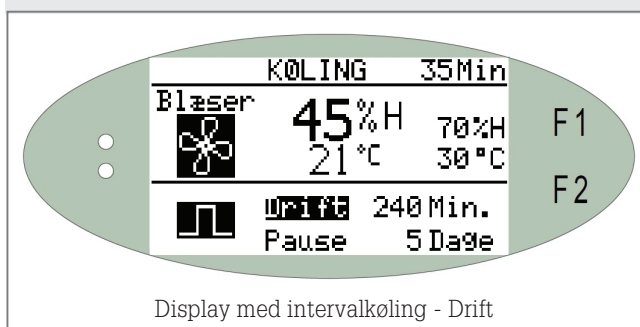 KØLING 35Min
Blæser 45%H 70%H F1
21°C 30°C
F2
Drift 240 Min.
Pause 5 Dage
Display med intervalkøling - Drift